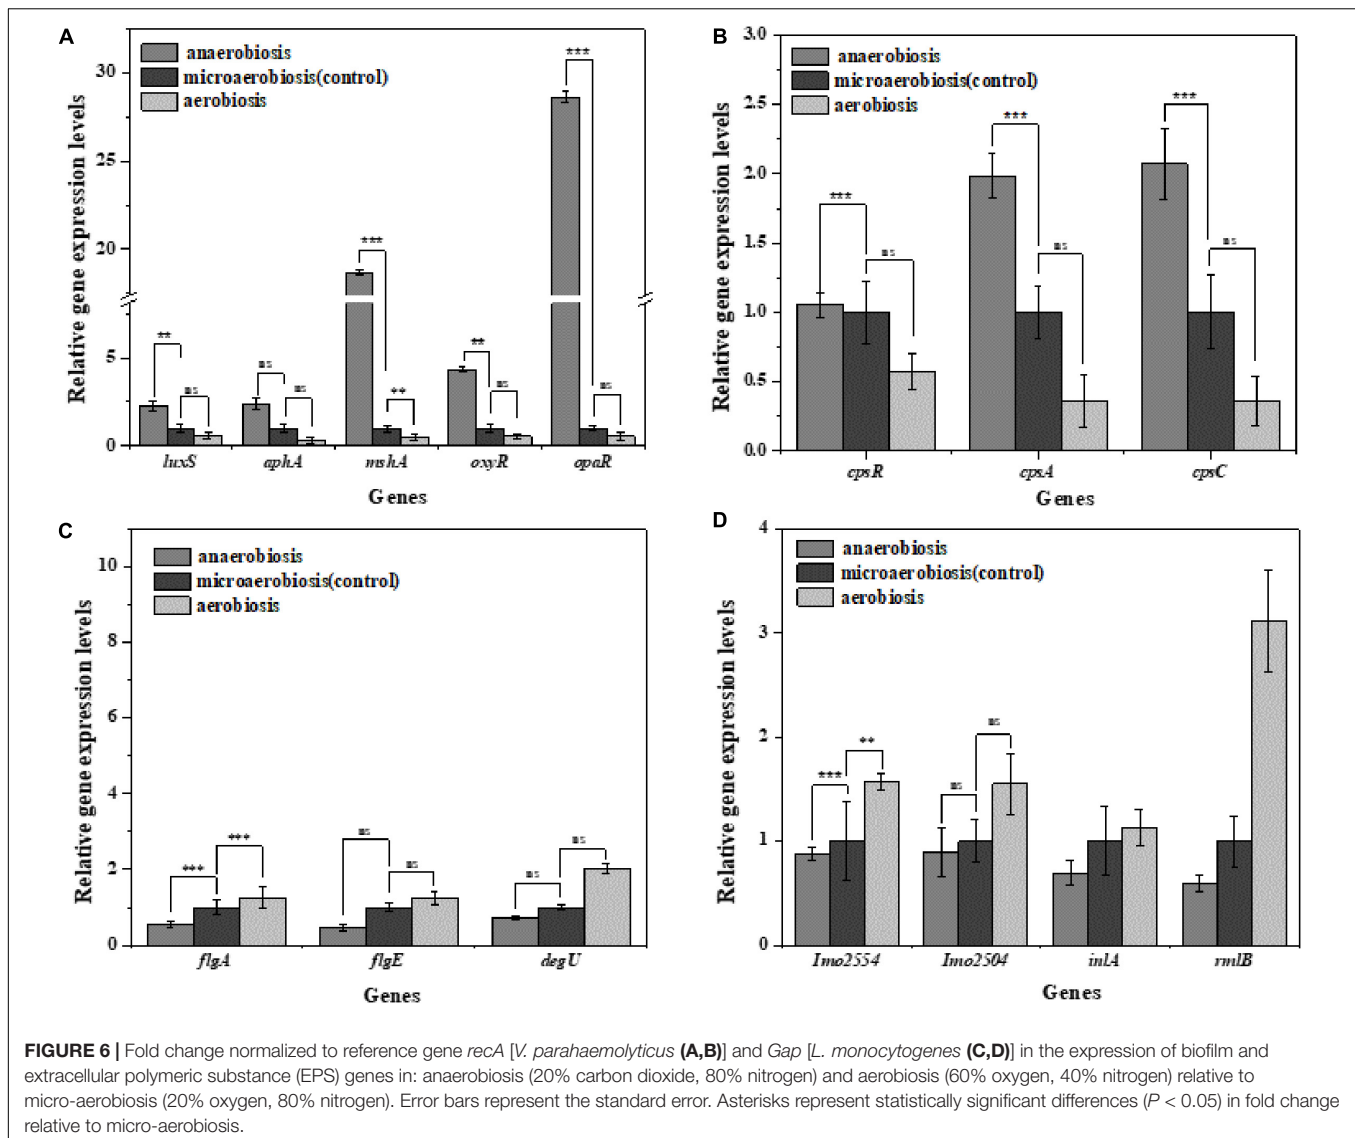 A
anaerobiosis
microaerobiosis(control)
aerobiosis
Relative gene expression levels
30
25
20
5
0
**
ns
ns
ns
***
**
**
ns
***
ns
luxS
aphA
mshA
oxyR
opaR
Genes
B
anaerobiosis
microaerobiosis(control)
aerobiosis
Relative gene expression levels
3.0
2.5
2.0
1.5
1.0
0.5
0.0
***
ns
***
ns
***
ns
cpsR
cpsA
cpsC
Genes
C
anaerobiosis
microaerobiosis(control)
aerobiosis
Relative gene expression levels
10
8
6
4
2
0
***
***
ns
ns
ns
ns
flgA
flgE
degU
Genes
D
anaerobiosis
microaerobiosis(control)
aerobiosis
Relative gene expression levels
4
3
2
1
0
***
**
ns
ns
Imo2554
Imo2504
inlA
rmlB
Genes
FIGURE 6 | Fold change normalized to reference gene recA [V. parahaemolyticus (A,B)] and Gap [L. monocytogenes (C,D)] in the expression of biofilm and
extracellular polymeric substance (EPS) genes in: anaerobiosis (20% carbon dioxide, 80% nitrogen) and aerobiosis (60% oxygen, 40% nitrogen) relative to
micro-aerobiosis (20% oxygen, 80% nitrogen). Error bars represent the standard error. Asterisks represent statistically significant differences (P < 0.05) in fold change
relative to micro-aerobiosis.